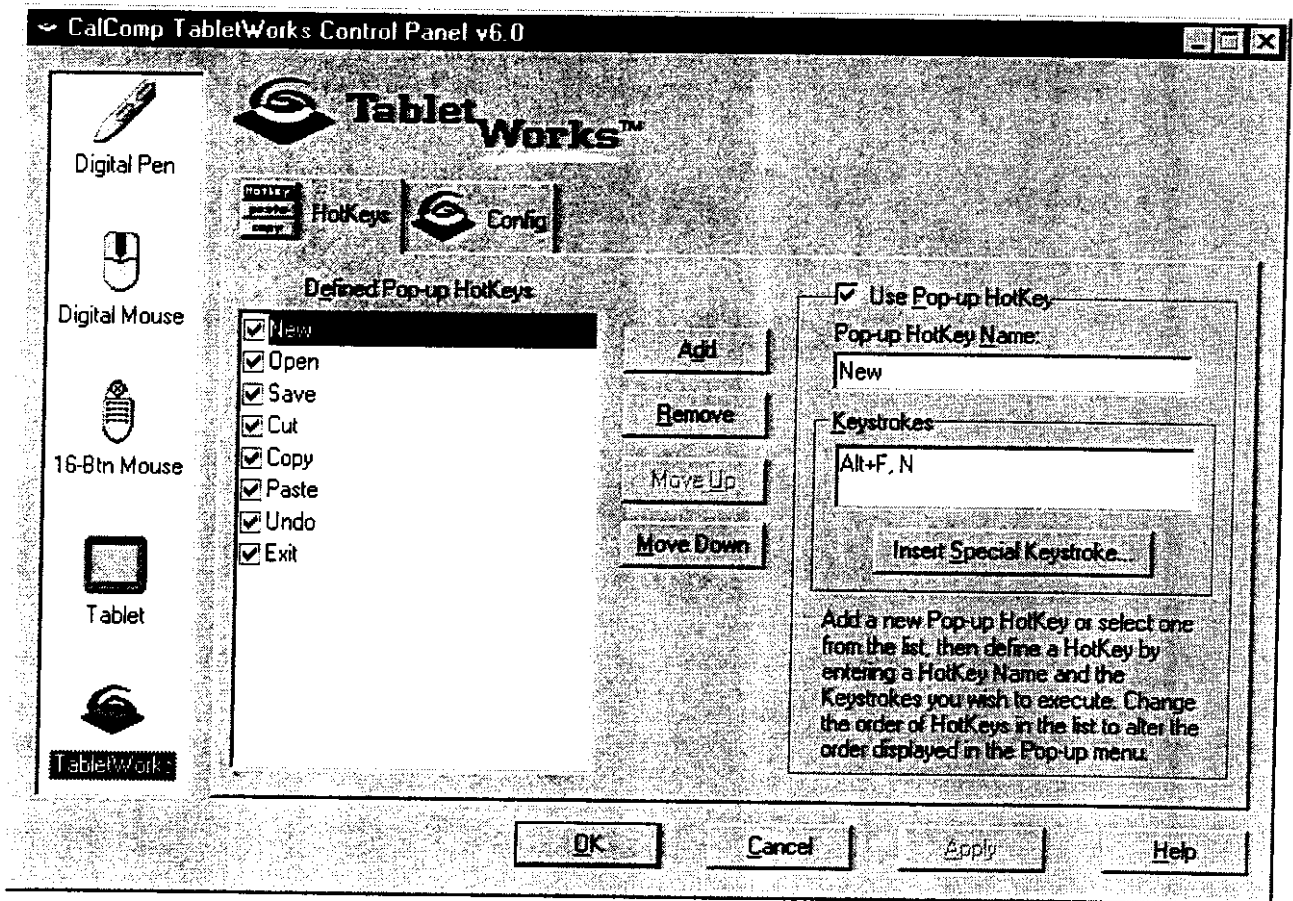 CalComp TabletWorks Control Panel v6.0
Digital Pen
Digital Mouse
16-Btn Mouse
Tablet
TabletWorks
Tablet
Works™
HotKey
paste
copy
HotKeys
Config
Defined Pop-up HotKeys
New
Open
Save
Cut
Copy
Paste
Undo
Exit
Add
Remove
Move Up
Move Down
Use Pop-up HotKey
Pop-up HotKey Name:
New
Keystrokes
Alt+F, N
Insert Special Keystroke...
Add a new Pop-up HotKey or select one
from the list, then define a HotKey by
entering a HotKey Name and the
Keystrokes you wish to execute. Change
the order of HotKeys in the list to alter the
order displayed in the Pop-up menu.
OK
Cancel
Apply
Help